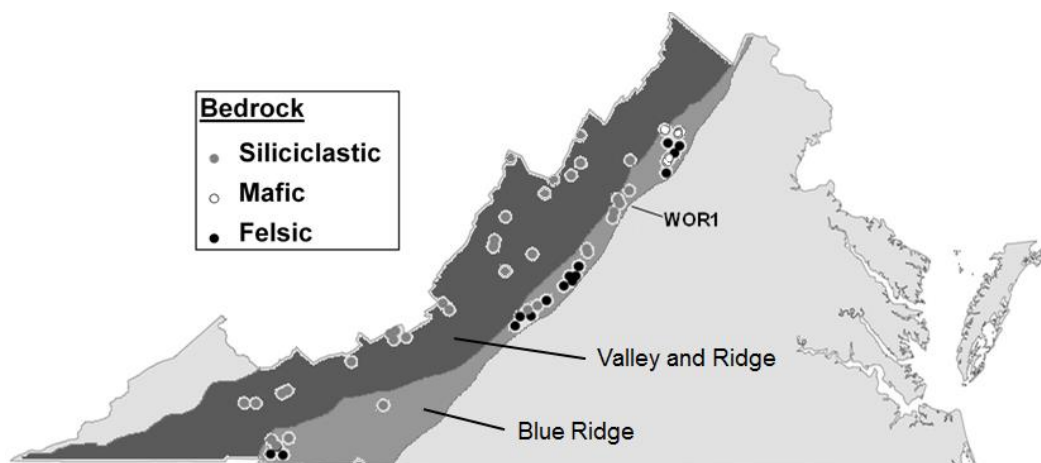 Bedrock
Siliciclastic
Mafic
Felsic
WOR1
Valley and Ridge
Blue Ridge